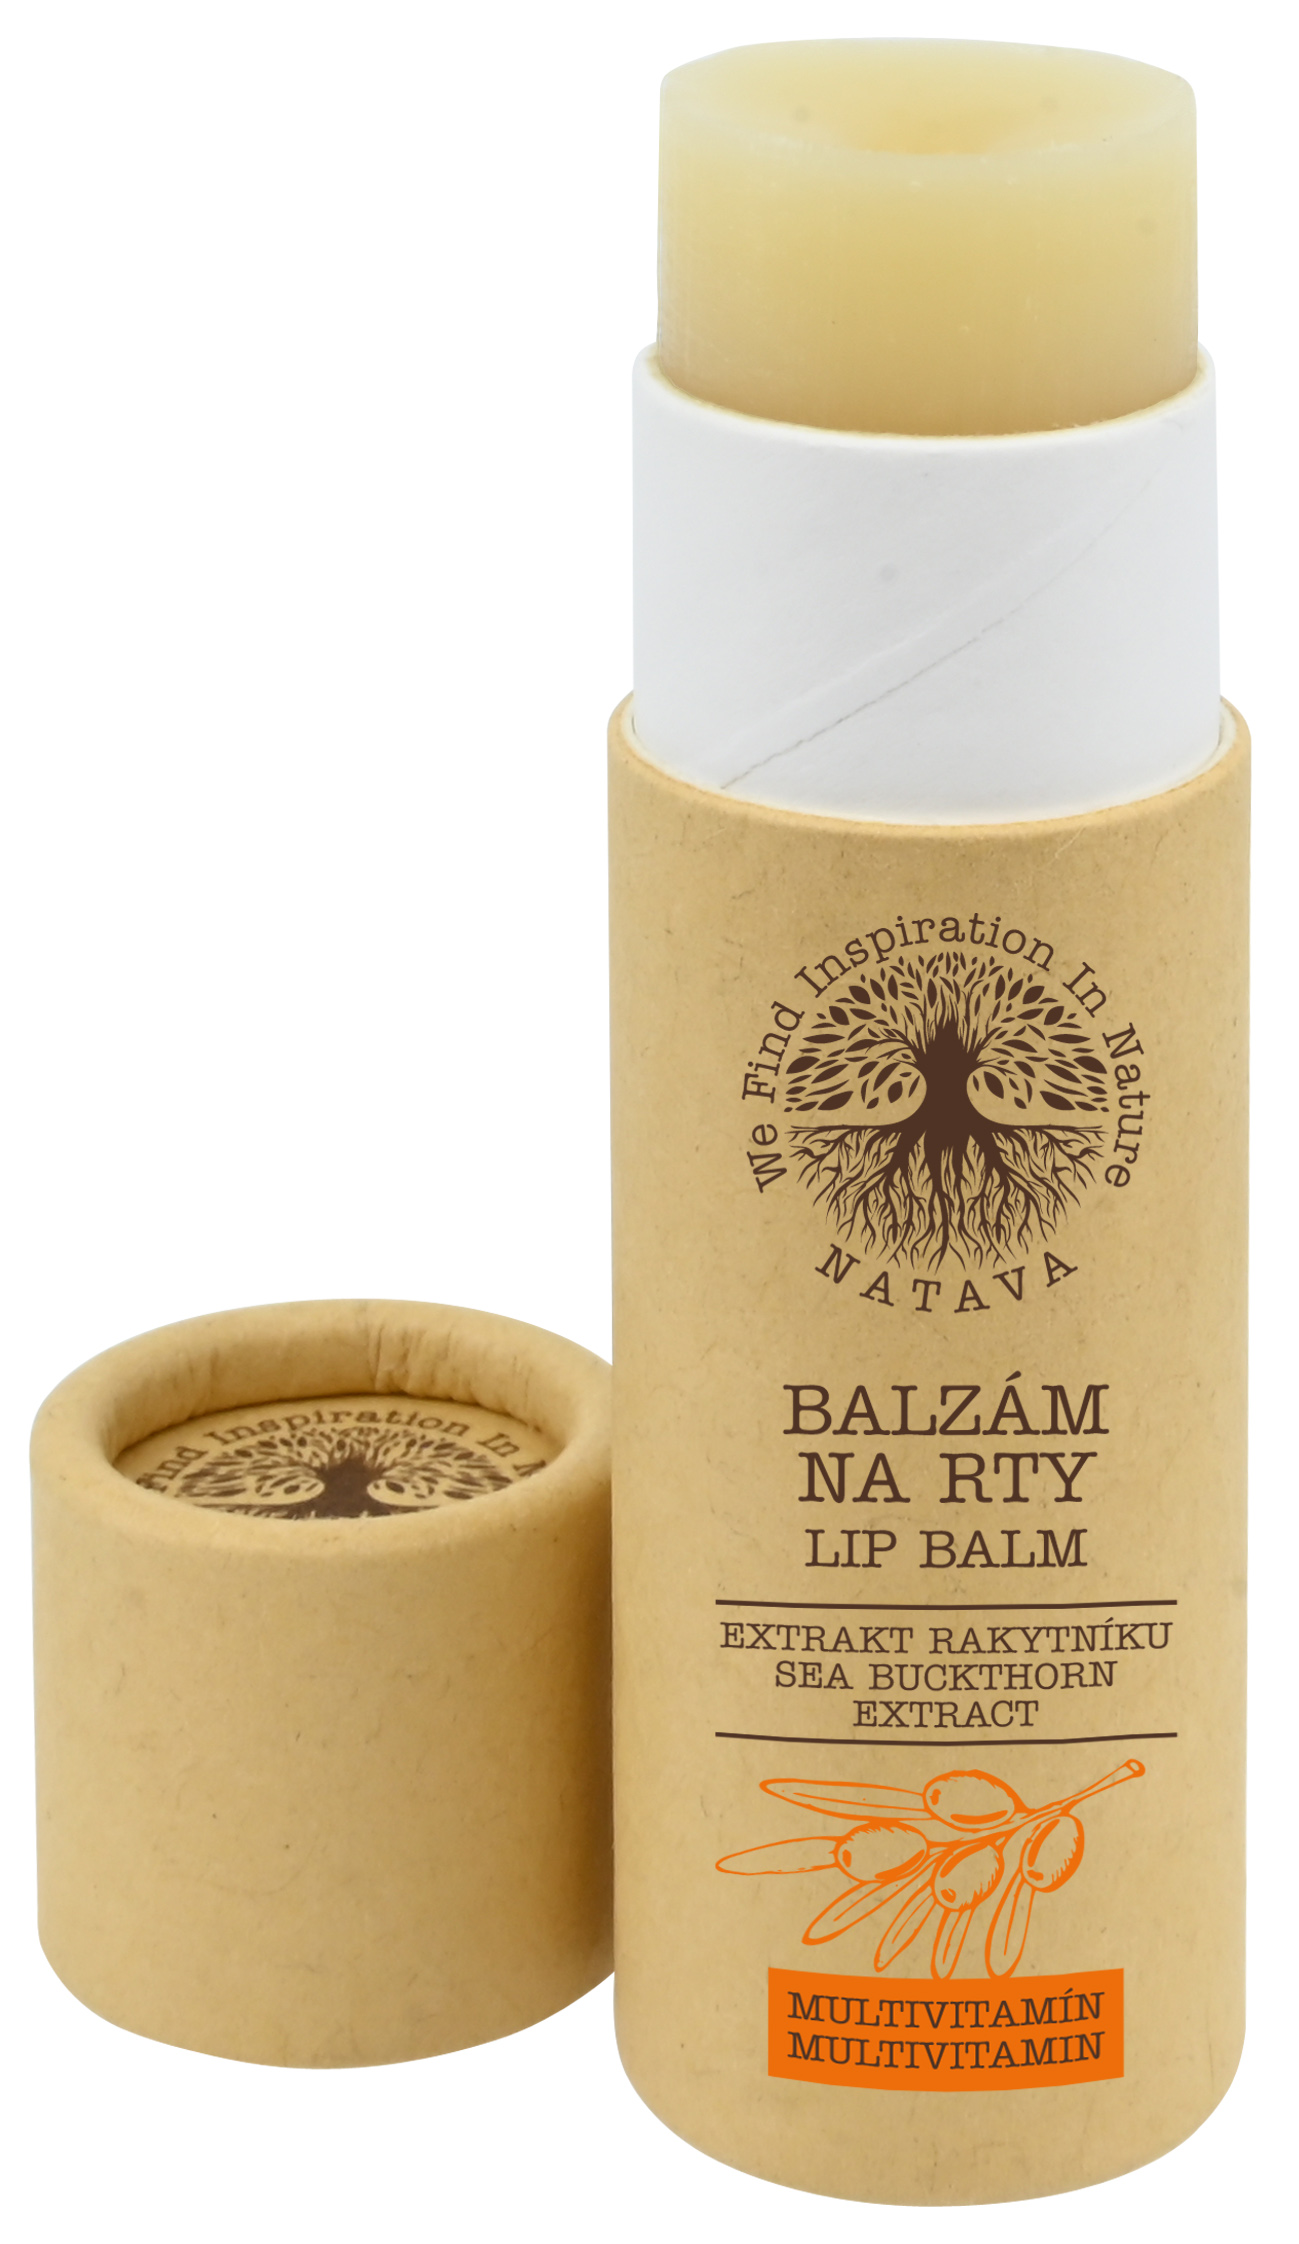 We Find Inspiration In Nature
NATAVA
BALZÁM
NA RTY
LIP BALM
EXTRAKT RAKYTNÍKU
SEA BUCKTHORN
EXTRACT
MULTIVITAMÍN
MULTIVITAMIN
Find Inspiration In